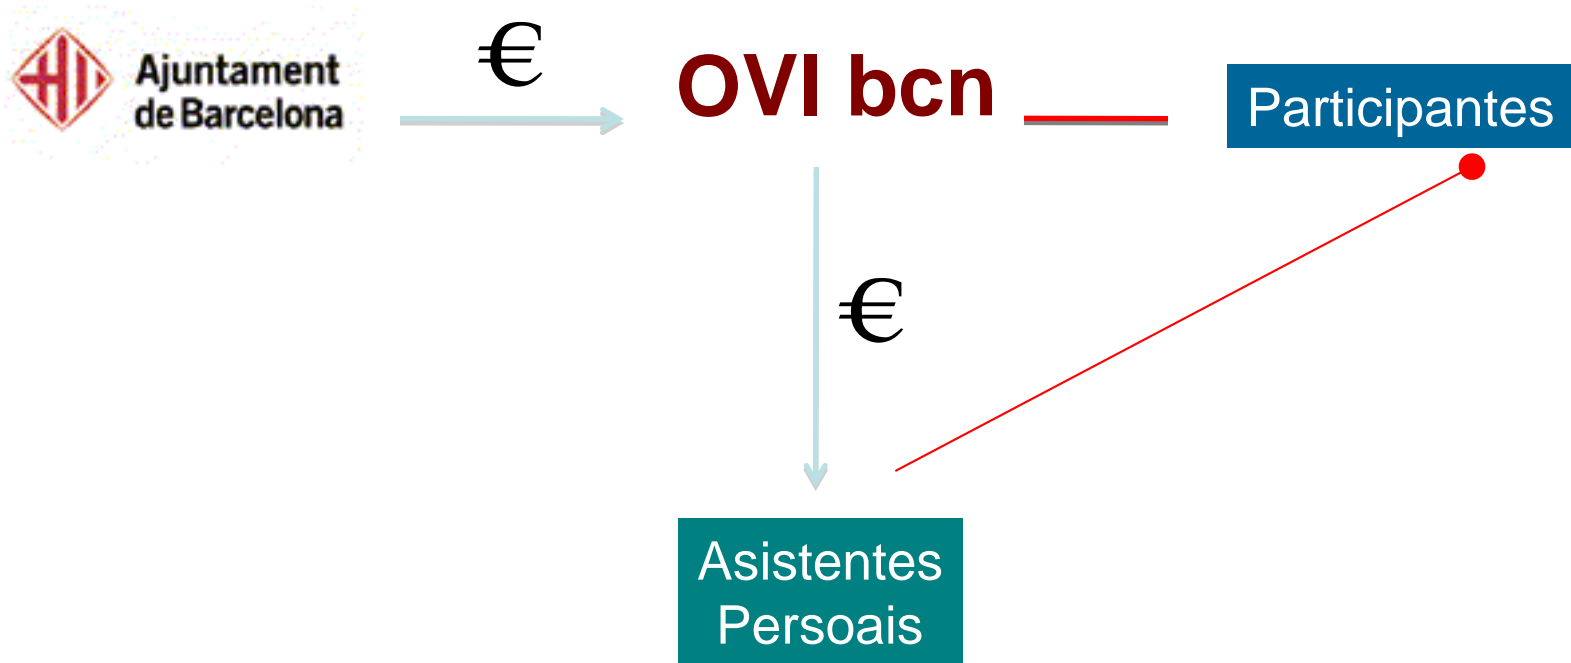 Ajuntament
de Barcelona
€
OVI bcn
Participantes
€
Asistentes
Persoais